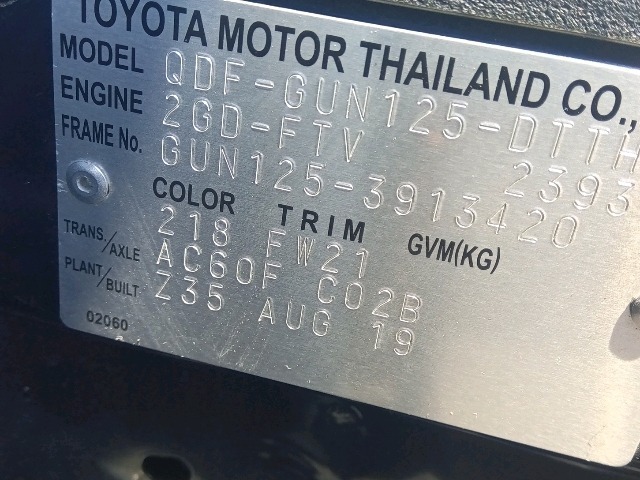 TOYOTA MOTOR THAILAND CO.,
MODEL QDF-GUN125-DTTH
ENGINE 2GD-FTV 2393
FRAME No. GUN125-3913420
COLOR TRIM GVM(KG)
218 FW21
TRANS/AXLE AC60F C02B
PLANT/BUILT Z35 AUG 19
02060